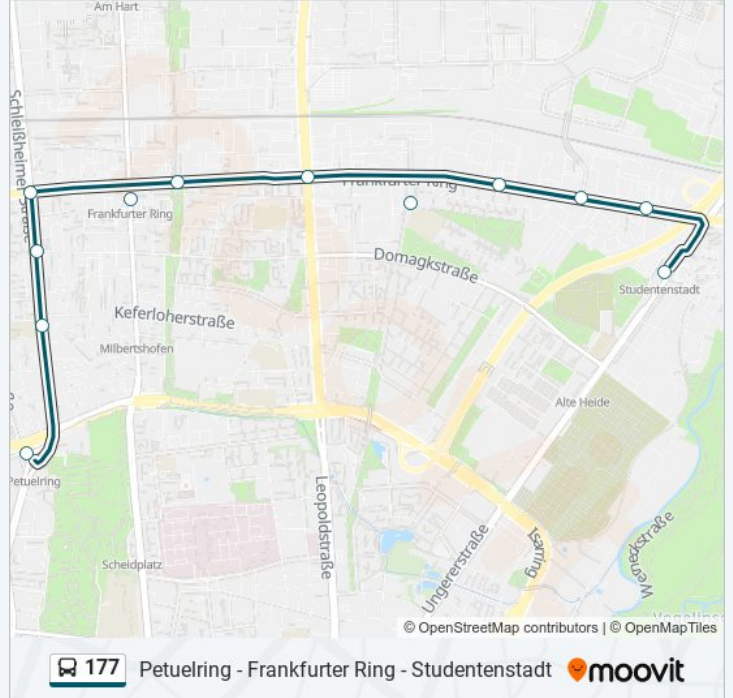 Am Hart
Schleißheimer Straße
Frankfurter Ring
Frankfurter Ring
Domagkstraße
Studentenstadt
Keferloherstraße
Milbertshofen
Alte Heide
Petuelring
Leopoldstraße
Scheidplatz
Ungererstraße
Isarring
Werneckstraße
© OpenStreetMap contributors | © OpenMapTiles
177 Petuelring - Frankfurter Ring - Studentenstadt moovit